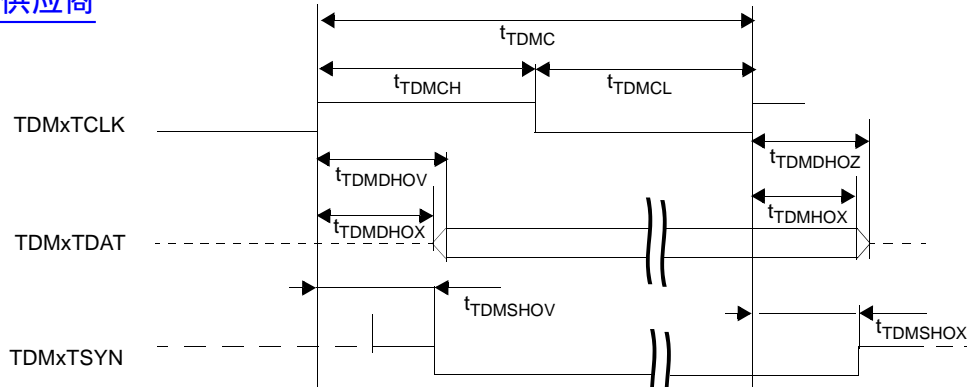 供应商
tTDMC
tTDMCH
tTDMCL
TDMxTCLK
tTDMDHOZ
tTDMDHOV
tTDMHOX
tTDMDHOX
TDMxTDAT
tTDMSHOV
tTDMSHOX
TDMxTSYN